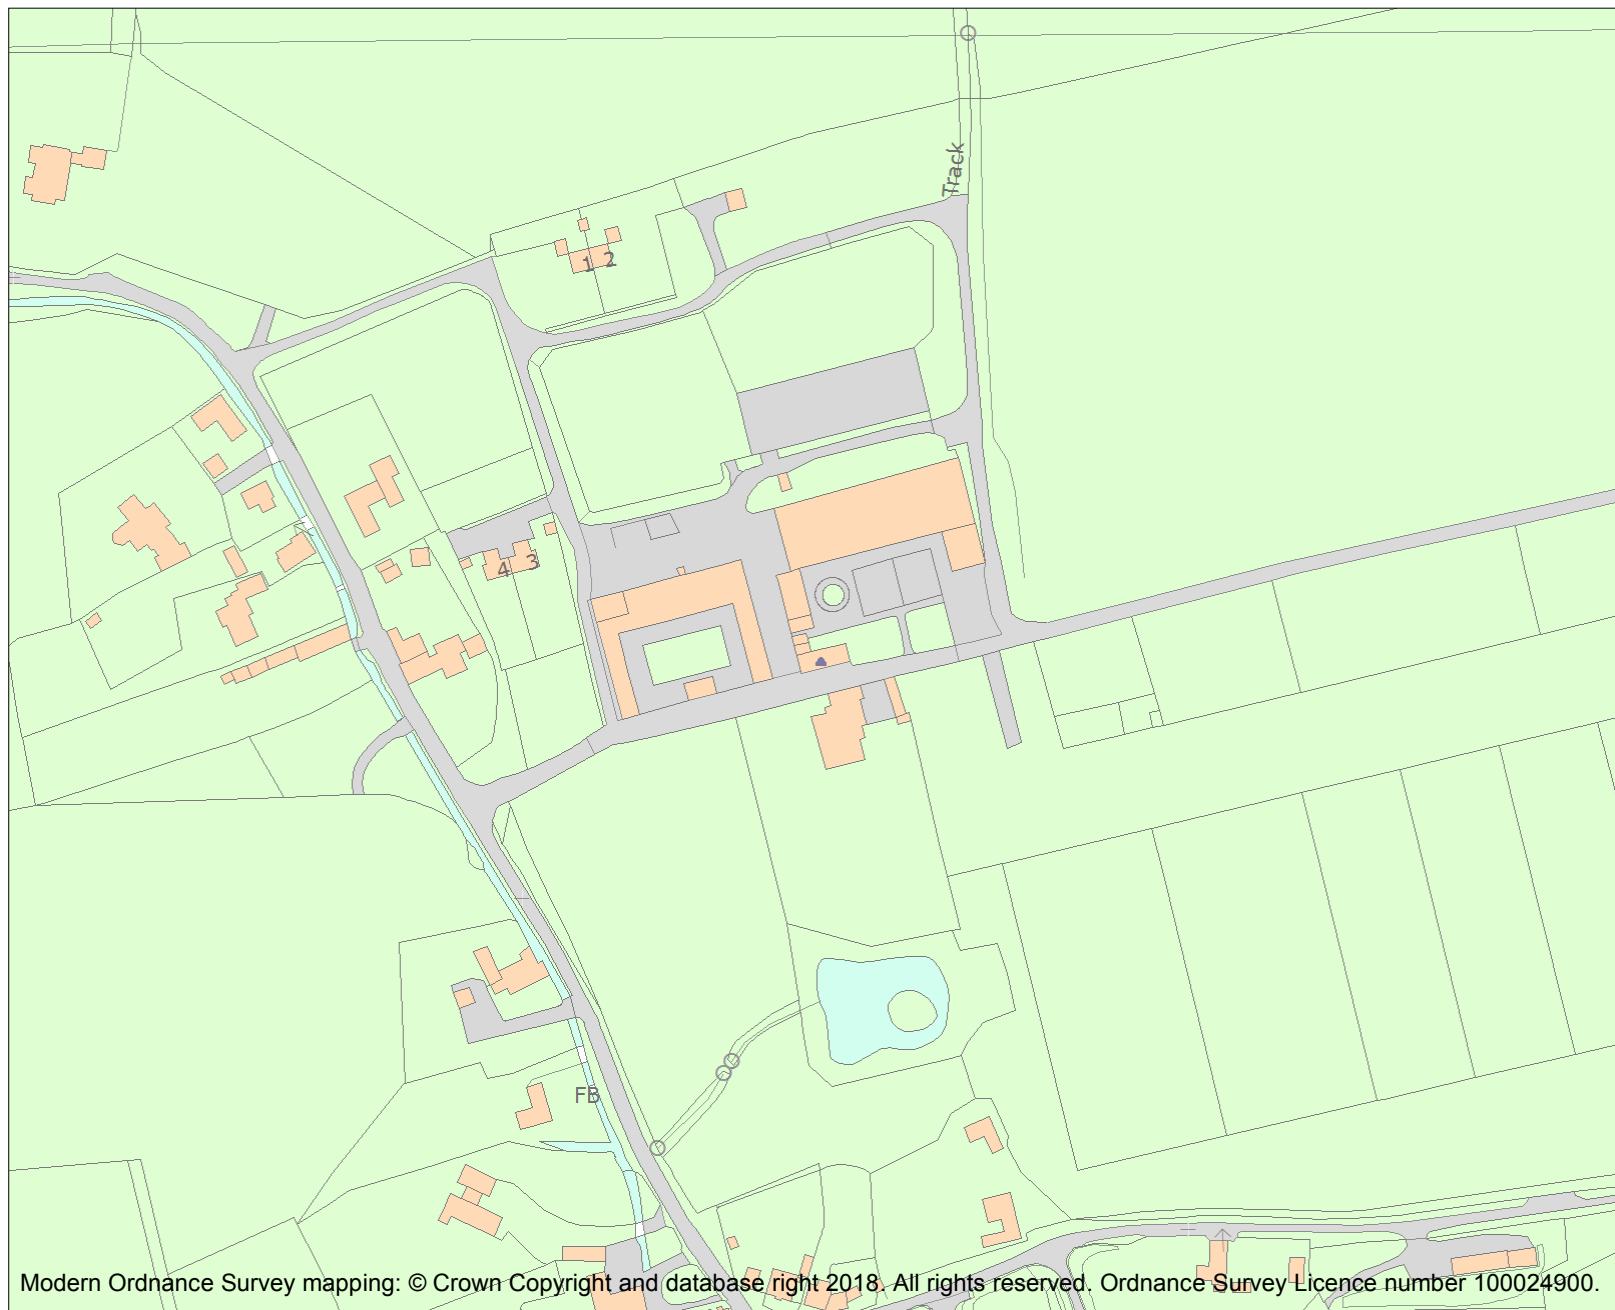 Track
1 2
4 3
FB
Modern Ordnance Survey mapping: © Crown Copyright and database right 2018. All rights reserved. Ordnance Survey Licence number 100024900.